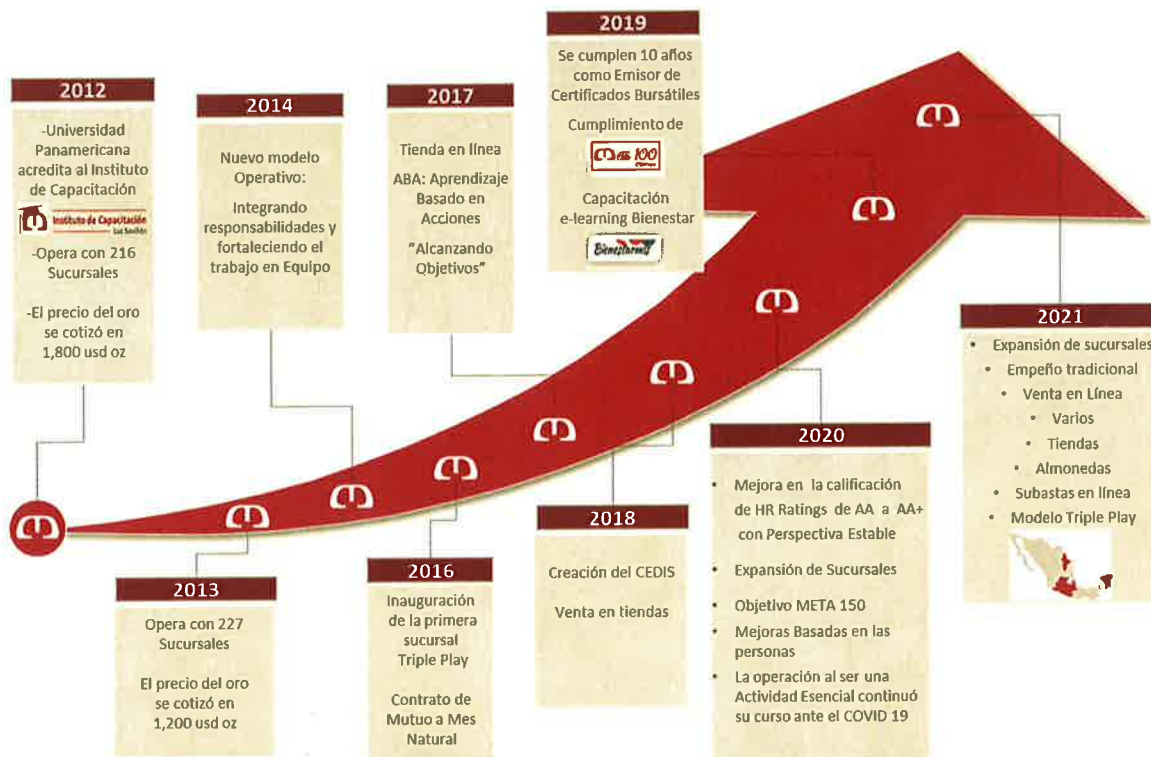 2012
-Universidad
Panamericana
acredita al Instituto
de Capacitación
Instituto de Capacitación
-Opera con 216
Sucursales
-El precio del oro
se cotizó en
1,800 usd oz
2013
Opera con 227
Sucursales
El precio del oro
se cotizó en
1,200 usd oz
2014
Nuevo modelo
Operativo:
Integrando
responsabilidades y
fortaleciendo el
trabajo en Equipo
2016
Inauguración
de la primera
sucursal
Triple Play
Contrato de
Mutuo a Mes
Natural
2017
Tienda en línea
ABA: Aprendizaje
Basado en
Acciones
"Alcanzando
Objetivos"
2018
Creación del CEDIS
Venta en tiendas
2019
Se cumplen 10 años
como Emisor de
Certificados Bursátiles
Cumplimiento de
100
Capacitación
e-learning Bienestar
2020
• Mejora en la calificación
de HR Ratings de AA a AA+
con Perspectiva Estable
• Expansión de Sucursales
• Objetivo META 150
• Mejoras Basadas en las
personas
• La operación al ser una
Actividad Esencial continuó
su curso ante el COVID 19
2021
• Expansión de sucursales
• Empeño tradicional
• Venta en Línea
• Varios
• Tiendas
• Almonedas
• Subastas en línea
• Modelo Triple Play